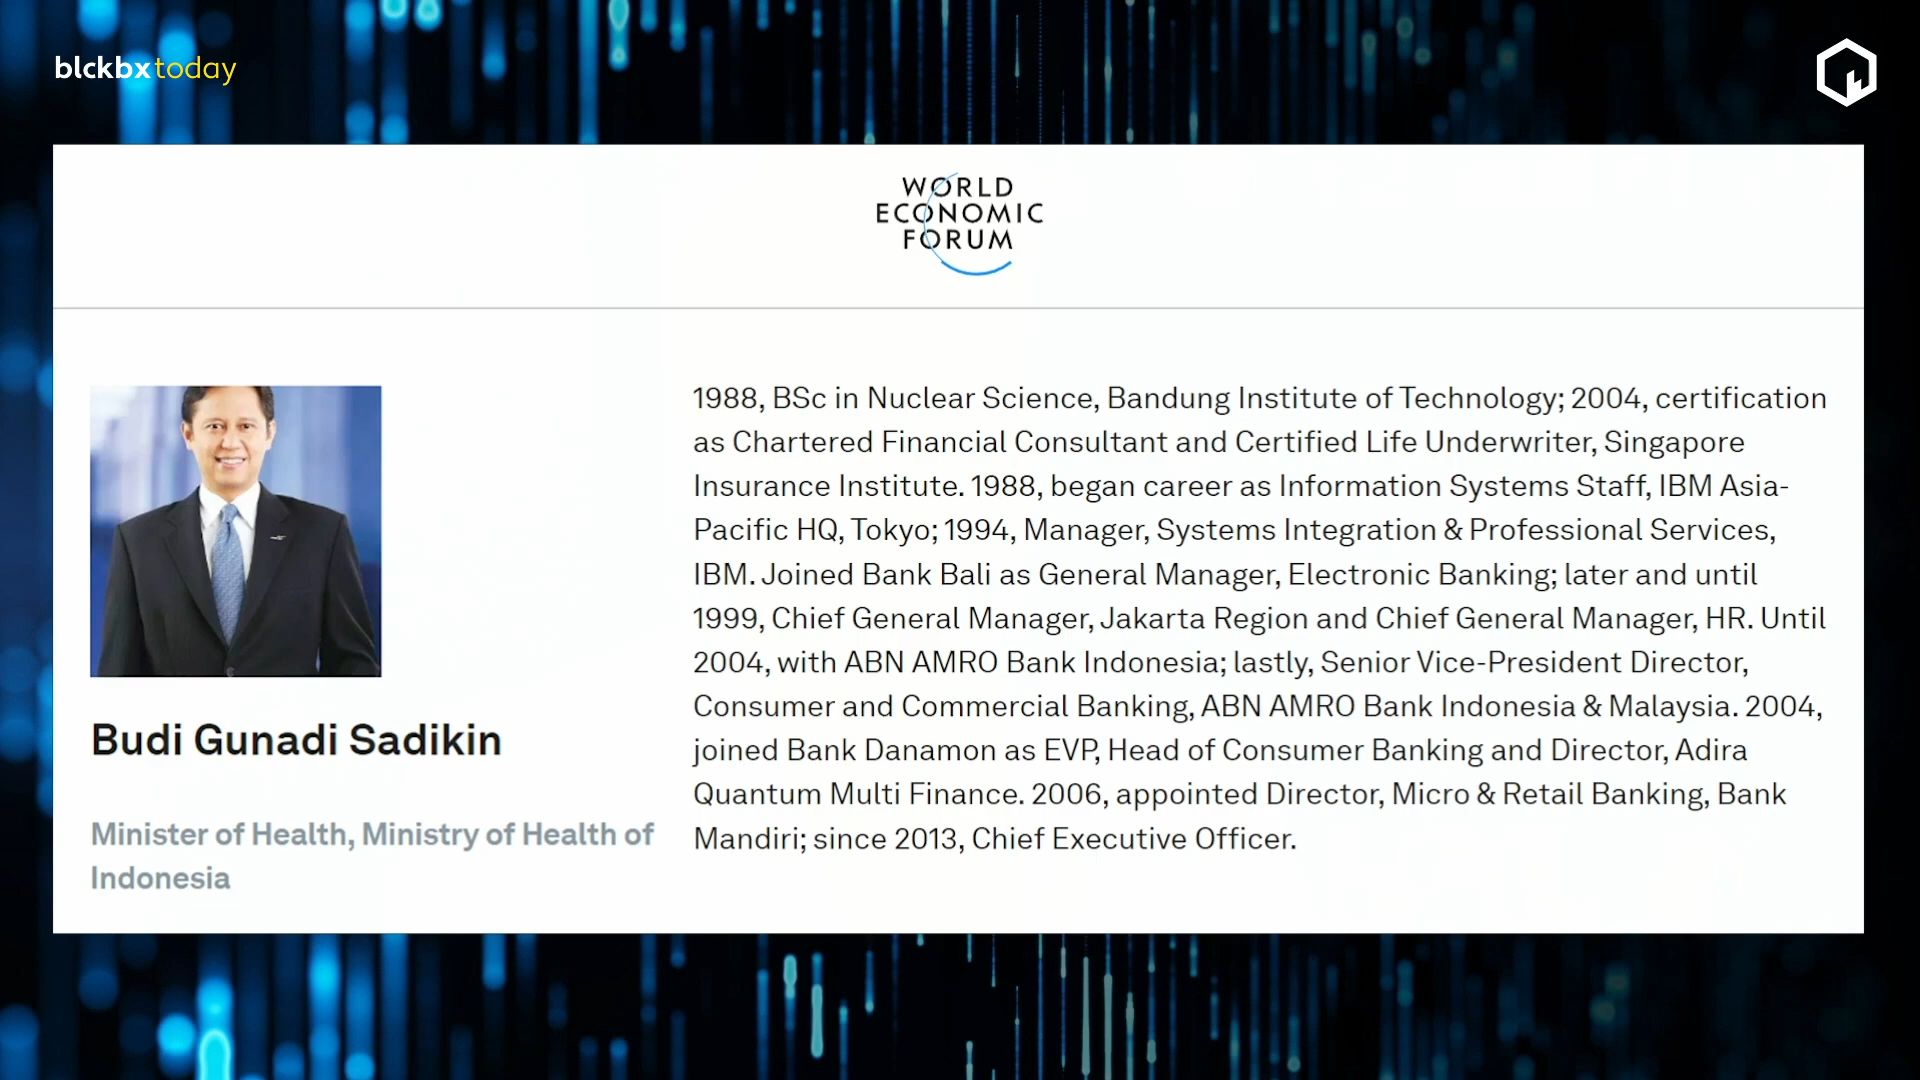 blckbxtoday
WORLD
ECONOMIC
FORUM
1988, BSc in Nuclear Science, Bandung Institute of Technology; 2004, certification
as Chartered Financial Consultant and Certified Life Underwriter, Singapore
Insurance Institute. 1988, began career as Information Systems Staff, IBM Asia-
Pacific HQ, Tokyo; 1994, Manager, Systems Integration & Professional Services,
IBM. Joined Bank Bali as General Manager, Electronic Banking; later and until
1999, Chief General Manager, Jakarta Region and Chief General Manager, HR. Until
2004, with ABN AMRO Bank Indonesia; lastly, Senior Vice-President Director,
Consumer and Commercial Banking, ABN AMRO Bank Indonesia & Malaysia. 2004,
joined Bank Danamon as EVP, Head of Consumer Banking and Director, Adira
Quantum Multi Finance. 2006, appointed Director, Micro & Retail Banking, Bank
Mandiri; since 2013, Chief Executive Officer.
Budi Gunadi Sadikin
Minister of Health, Ministry of Health of
Indonesia